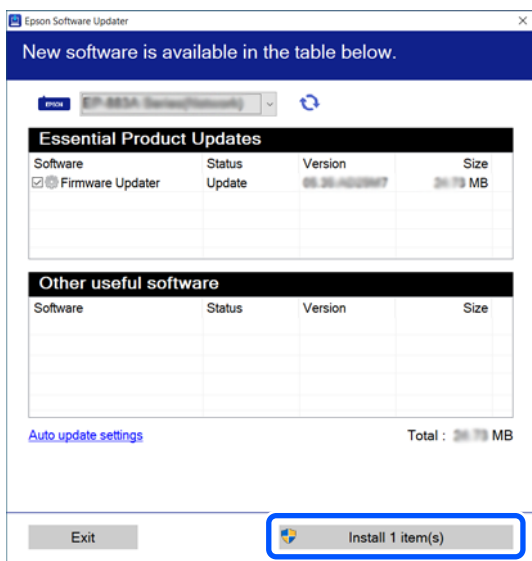 Epson Software Updater
New software is available in the table below.
EPSON
Essential Product Updates
Software Status Version Size
Firmware Updater Update MB
Other useful software
Software Status Version Size
Auto update settings Total : MB
Exit Install 1 item(s)